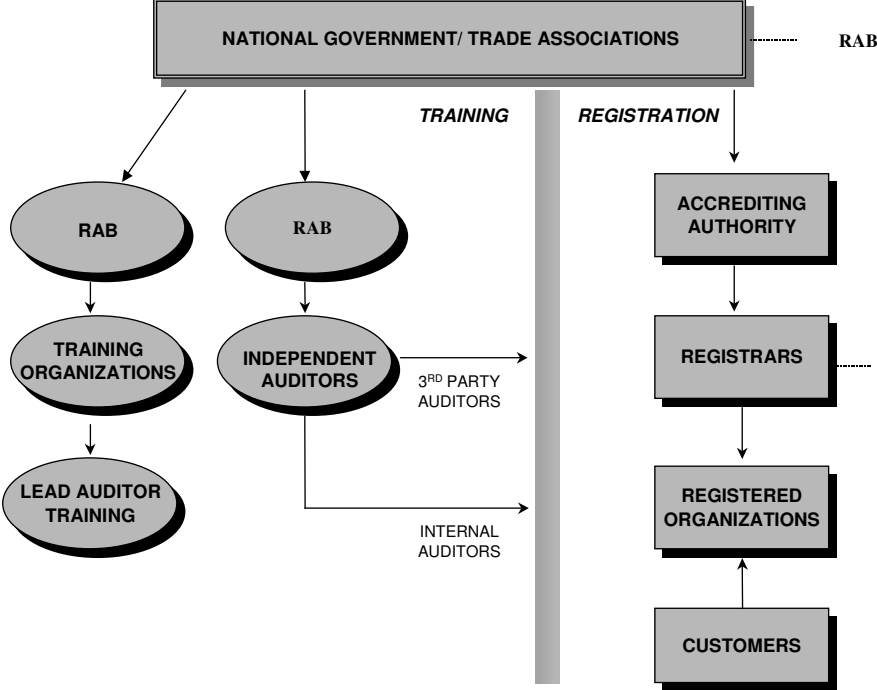 NATIONAL GOVERNMENT/ TRADE ASSOCIATIONS
RAB
TRAINING
REGISTRATION
RAB
RAB
ACCREDITING
AUTHORITY
TRAINING
ORGANIZATIONS
INDEPENDENT
AUDITORS
3RD PARTY
AUDITORS
REGISTRARS
LEAD AUDITOR
TRAINING
INTERNAL
AUDITORS
REGISTERED
ORGANIZATIONS
CUSTOMERS